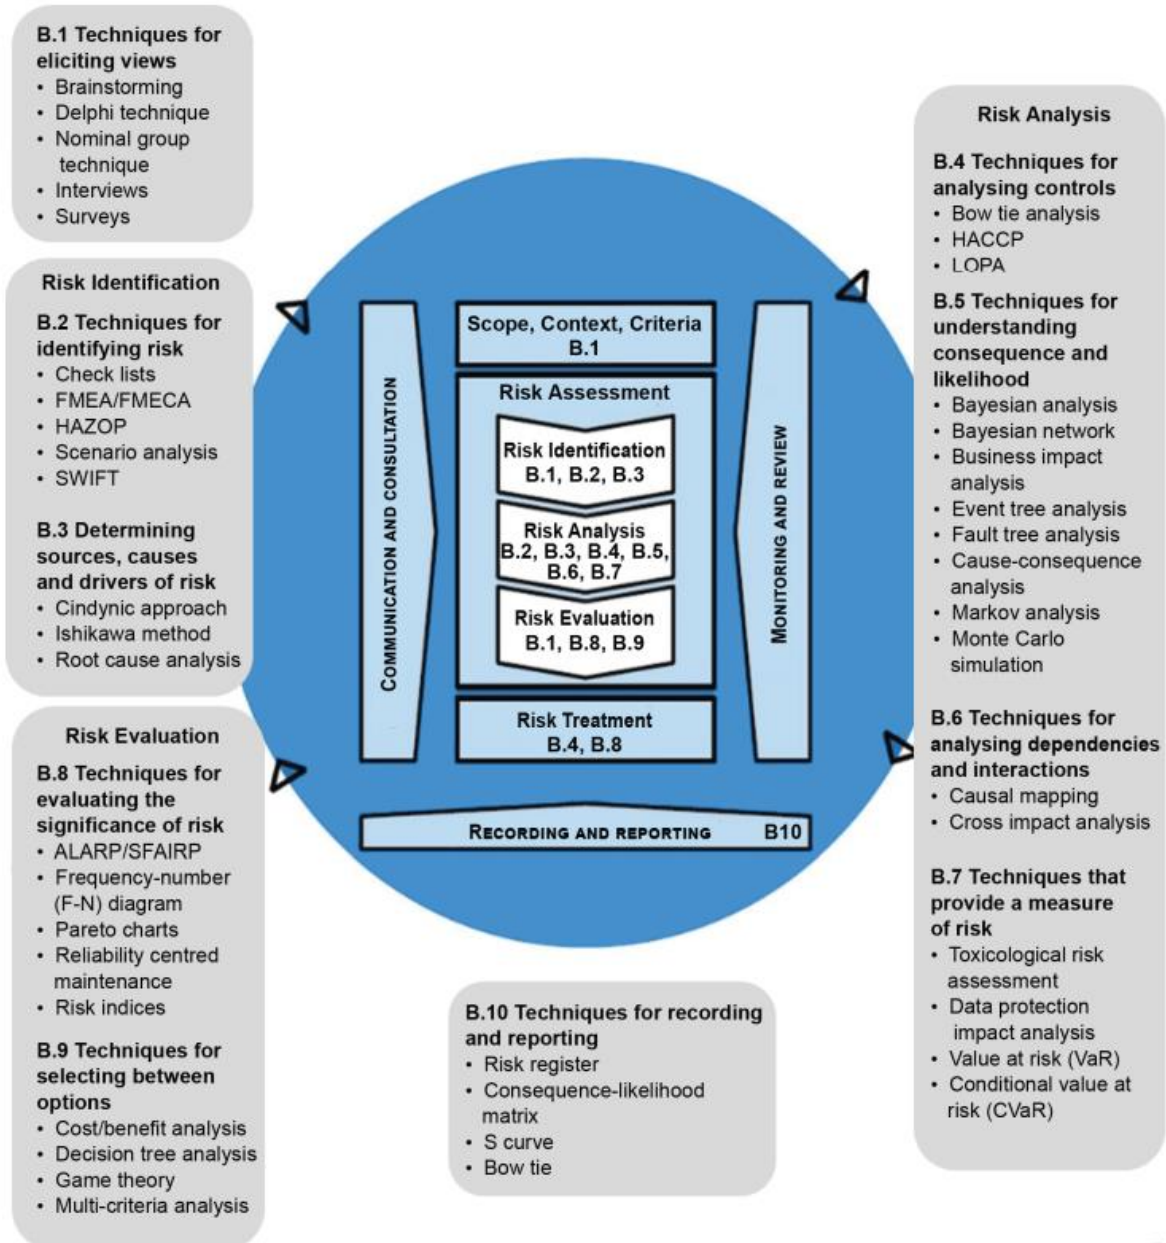 B.1 Techniques for
eliciting views
• Brainstorming
• Delphi technique
• Nominal group
technique
• Interviews
• Surveys
Risk Identification
B.2 Techniques for
identifying risk
• Check lists
• FMEA/FMECA
• HAZOP
• Scenario analysis
• SWIFT
B.3 Determining
sources, causes
and drivers of risk
• Cindynic approach
• Ishikawa method
• Root cause analysis
Risk Evaluation
B.8 Techniques for
evaluating the
significance of risk
• ALARP/SFAIRP
• Frequency-number
(F-N) diagram
• Pareto charts
• Reliability centred
maintenance
• Risk indices
B.9 Techniques for
selecting between
options
• Cost/benefit analysis
• Decision tree analysis
• Game theory
• Multi-criteria analysis
COMMUNICATION AND CONSULTATION
Scope, Context, Criteria
B.1
Risk Assessment
Risk Identification
B.1, B.2, B.3
Risk Analysis
B.2, B.3, B.4, B.5,
B.6, B.7
Risk Evaluation
B.1, B.8, B.9
Risk Treatment
B.4, B.8
MONITORING AND REVIEW
RECORDING AND REPORTING B10
B.10 Techniques for recording
and reporting
• Risk register
• Consequence-likelihood
matrix
• S curve
• Bow tie
Risk Analysis
B.4 Techniques for
analysing controls
• Bow tie analysis
• HACCP
• LOPA
B.5 Techniques for
understanding
consequence and
likelihood
• Bayesian analysis
• Bayesian network
• Business impact
analysis
• Event tree analysis
• Fault tree analysis
• Cause-consequence
analysis
• Markov analysis
• Monte Carlo
simulation
B.6 Techniques for
analysing dependencies
and interactions
• Causal mapping
• Cross impact analysis
B.7 Techniques that
provide a measure
of risk
• Toxicological risk
assessment
• Data protection
impact analysis
• Value at risk (VaR)
• Conditional value at
risk (CVaR)